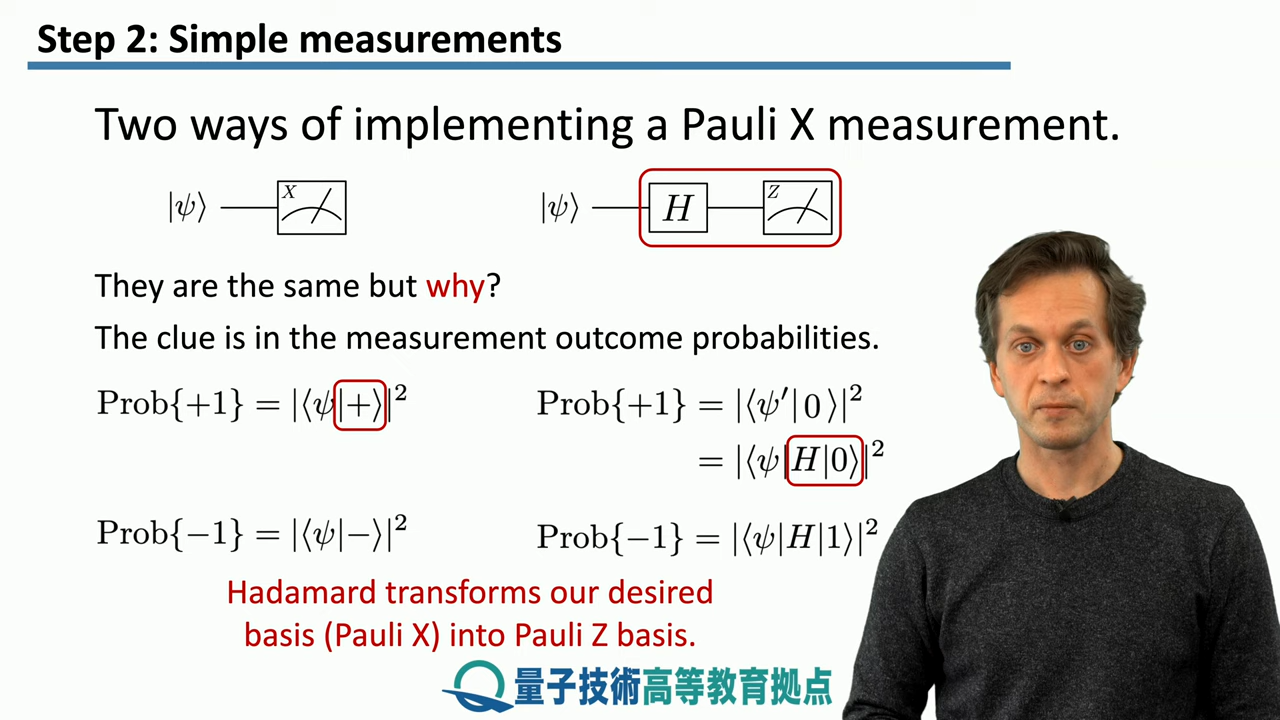 Step 2: Simple measurements
Two ways of implementing a Pauli X measurement.
|ψ⟩ X |ψ⟩ H Z
They are the same but why?
The clue is in the measurement outcome probabilities.
Prob{+1} = |⟨ψ|+⟩|² Prob{+1} = |⟨ψ′|0⟩|²
= |⟨ψ|H|0⟩|²
Prob{−1} = |⟨ψ|−⟩|² Prob{−1} = |⟨ψ|H|1⟩|²
Hadamard transforms our desired
basis (Pauli X) into Pauli Z basis.
量子技術高等教育拠点